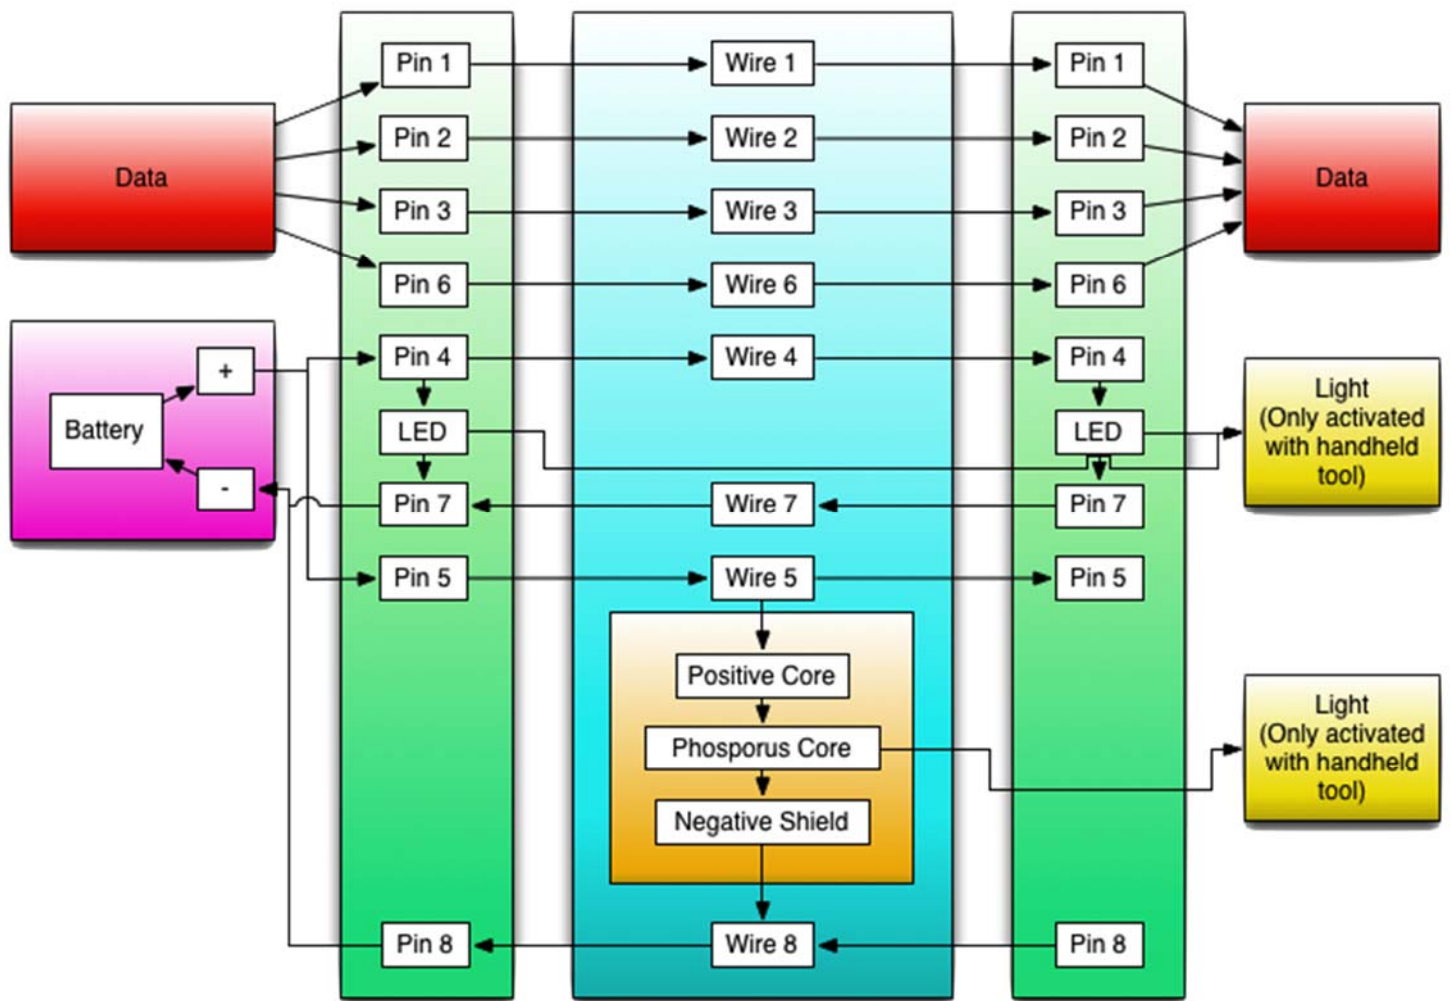 Pin 1
Wire 1
Pin 1
Data
Pin 2
Wire 2
Pin 2
Data
Pin 3
Wire 3
Pin 3
Pin 6
Wire 6
Pin 6
+
Pin 4
Wire 4
Pin 4
Battery
LED
LED
Light
(Only activated
with handheld
tool)
-
Pin 7
Wire 7
Pin 7
Pin 5
Wire 5
Pin 5
Positive Core
Phosporus Core
Negative Shield
Light
(Only activated
with handheld
tool)
Pin 8
Wire 8
Pin 8